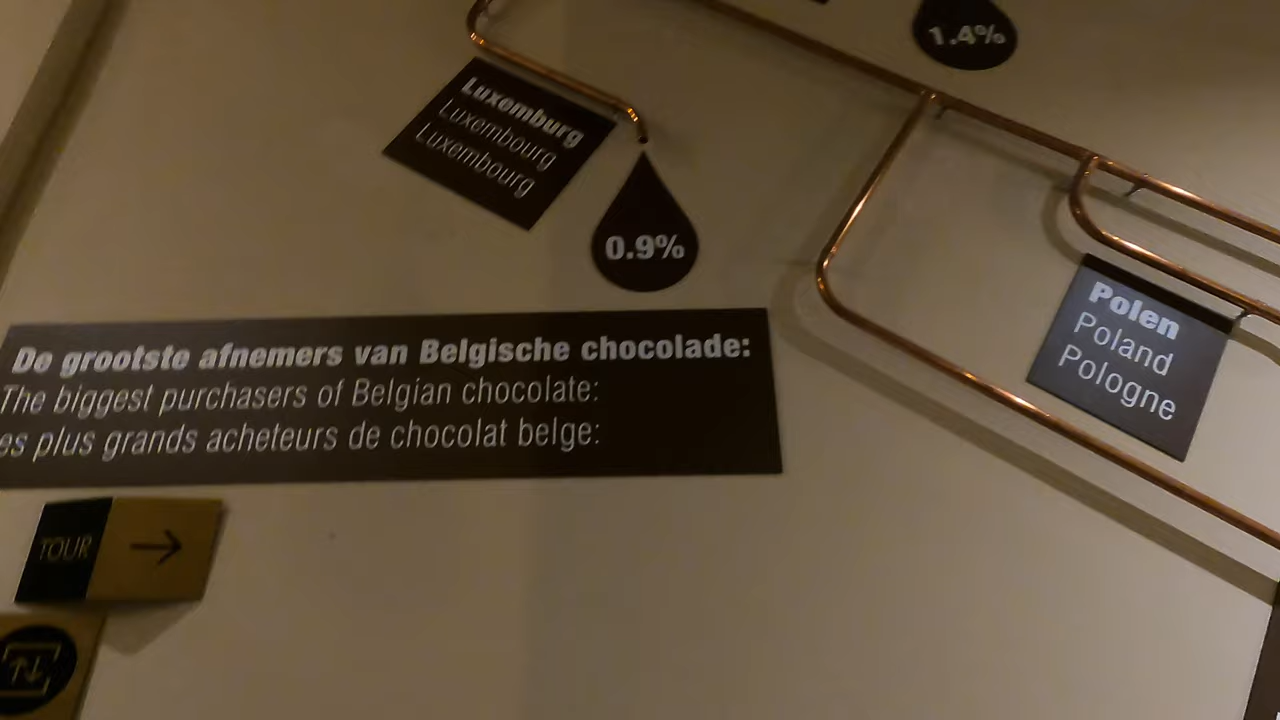 1.4%
Luxemburg
Luxembourg
Luxembourg
0.9%
Polen
Poland
Pologne
De grootste afnemers van Belgische chocolade:
The biggest purchasers of Belgian chocolate:
es plus grands acheteurs de chocolat belge:
TOUR →